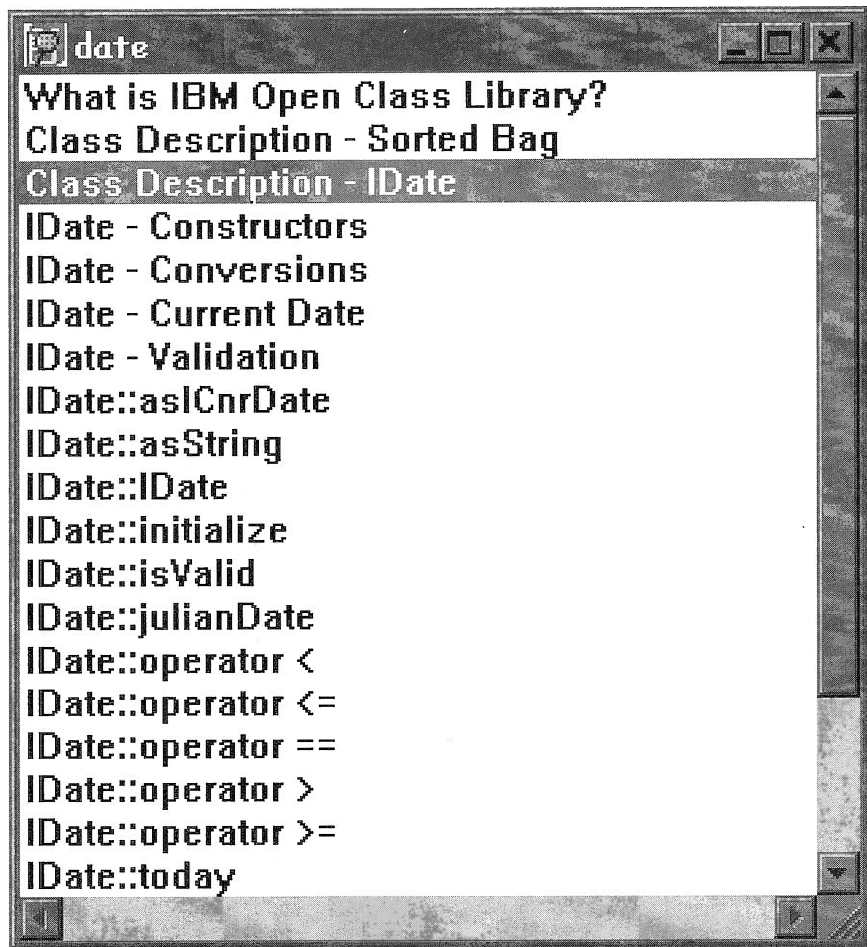 date
What is IBM Open Class Library?
Class Description - Sorted Bag
Class Description - IDate
IDate - Constructors
IDate - Conversions
IDate - Current Date
IDate - Validation
IDate::asICnrDate
IDate::asString
IDate::IDate
IDate::initialize
IDate::isValid
IDate::julianDate
IDate::operator <
IDate::operator <=
IDate::operator ==
IDate::operator >
IDate::operator >=
IDate::today